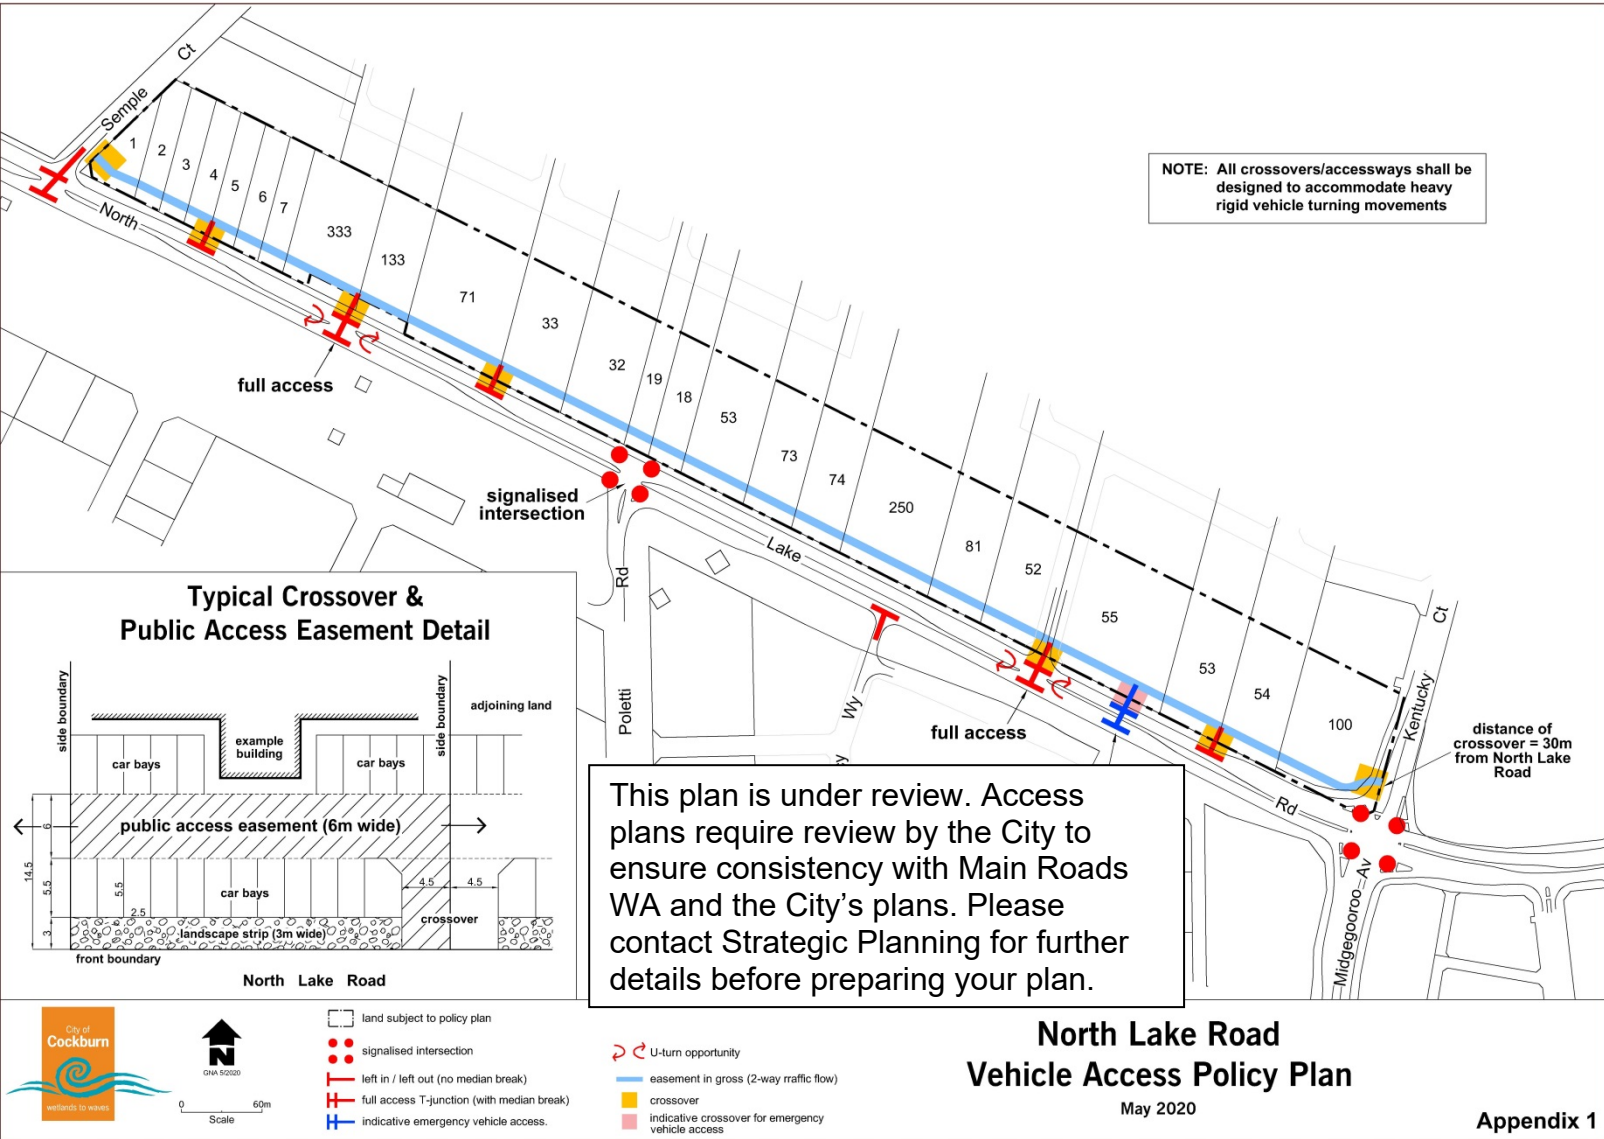 Semple
Ct
1
2
3
4
5
6
7
333
133
71
33
32
19
18
53
73
74
250
81
52
55
53
54
100
North
Lake
Rd
full access
signalised
intersection
Poletti
Rd
Wy
full access
Kentucky
Ct
Midgegooroo Av
distance of
crossover = 30m
from North Lake
Road
NOTE: All crossovers/accessways shall be
designed to accommodate heavy
rigid vehicle turning movements
Typical Crossover &
Public Access Easement Detail
side boundary
side boundary
adjoining land
example
building
car bays
car bays
public access easement (6m wide)
14.5
6
5.5
3
5.5
2.5
car bays
4.5
4.5
crossover
landscape strip (3m wide)
front boundary
North Lake Road
This plan is under review. Access
plans require review by the City to
ensure consistency with Main Roads
WA and the City’s plans. Please
contact Strategic Planning for further
details before preparing your plan.
City of
Cockburn
wetlands to waves
N
GNA 5/2020
0
60m
Scale
land subject to policy plan
signalised intersection
left in / left out (no median break)
full access T-junction (with median break)
indicative emergency vehicle access.
U-turn opportunity
easement in gross (2-way rraffic flow)
crossover
indicative crossover for emergency
vehicle access
North Lake Road
Vehicle Access Policy Plan
May 2020
Appendix 1